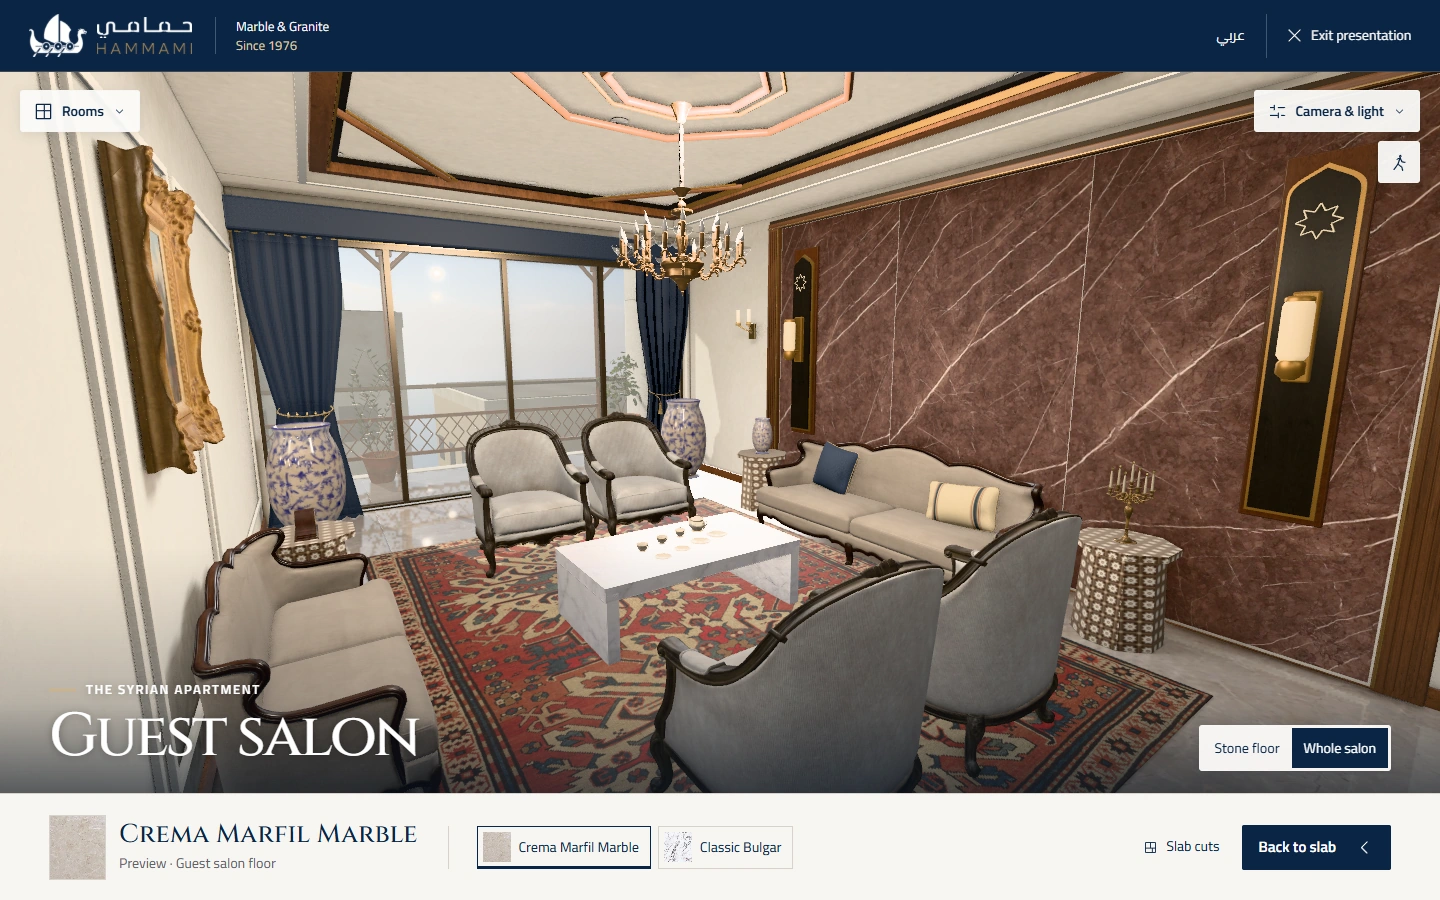 حمامي
HAMMAMI
Marble & Granite
Since 1976
عربي
Exit presentation
Rooms
Camera & light
THE SYRIAN APARTMENT
GUEST SALON
Stone floor
Whole salon
CREMA MARFIL MARBLE
Preview · Guest salon floor
Crema Marfil Marble
Classic Bulgar
Slab cuts
Back to slab